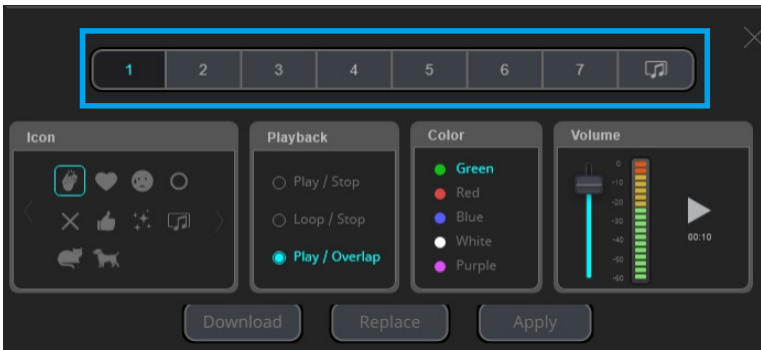 1 2 3 4 5 6 7
Icon
Playback
Play / Stop
Loop / Stop
Play / Overlap
Color
Green
Red
Blue
White
Purple
Volume
0
-10
-20
-30
-40
-50
-60
00:10
Download Replace Apply